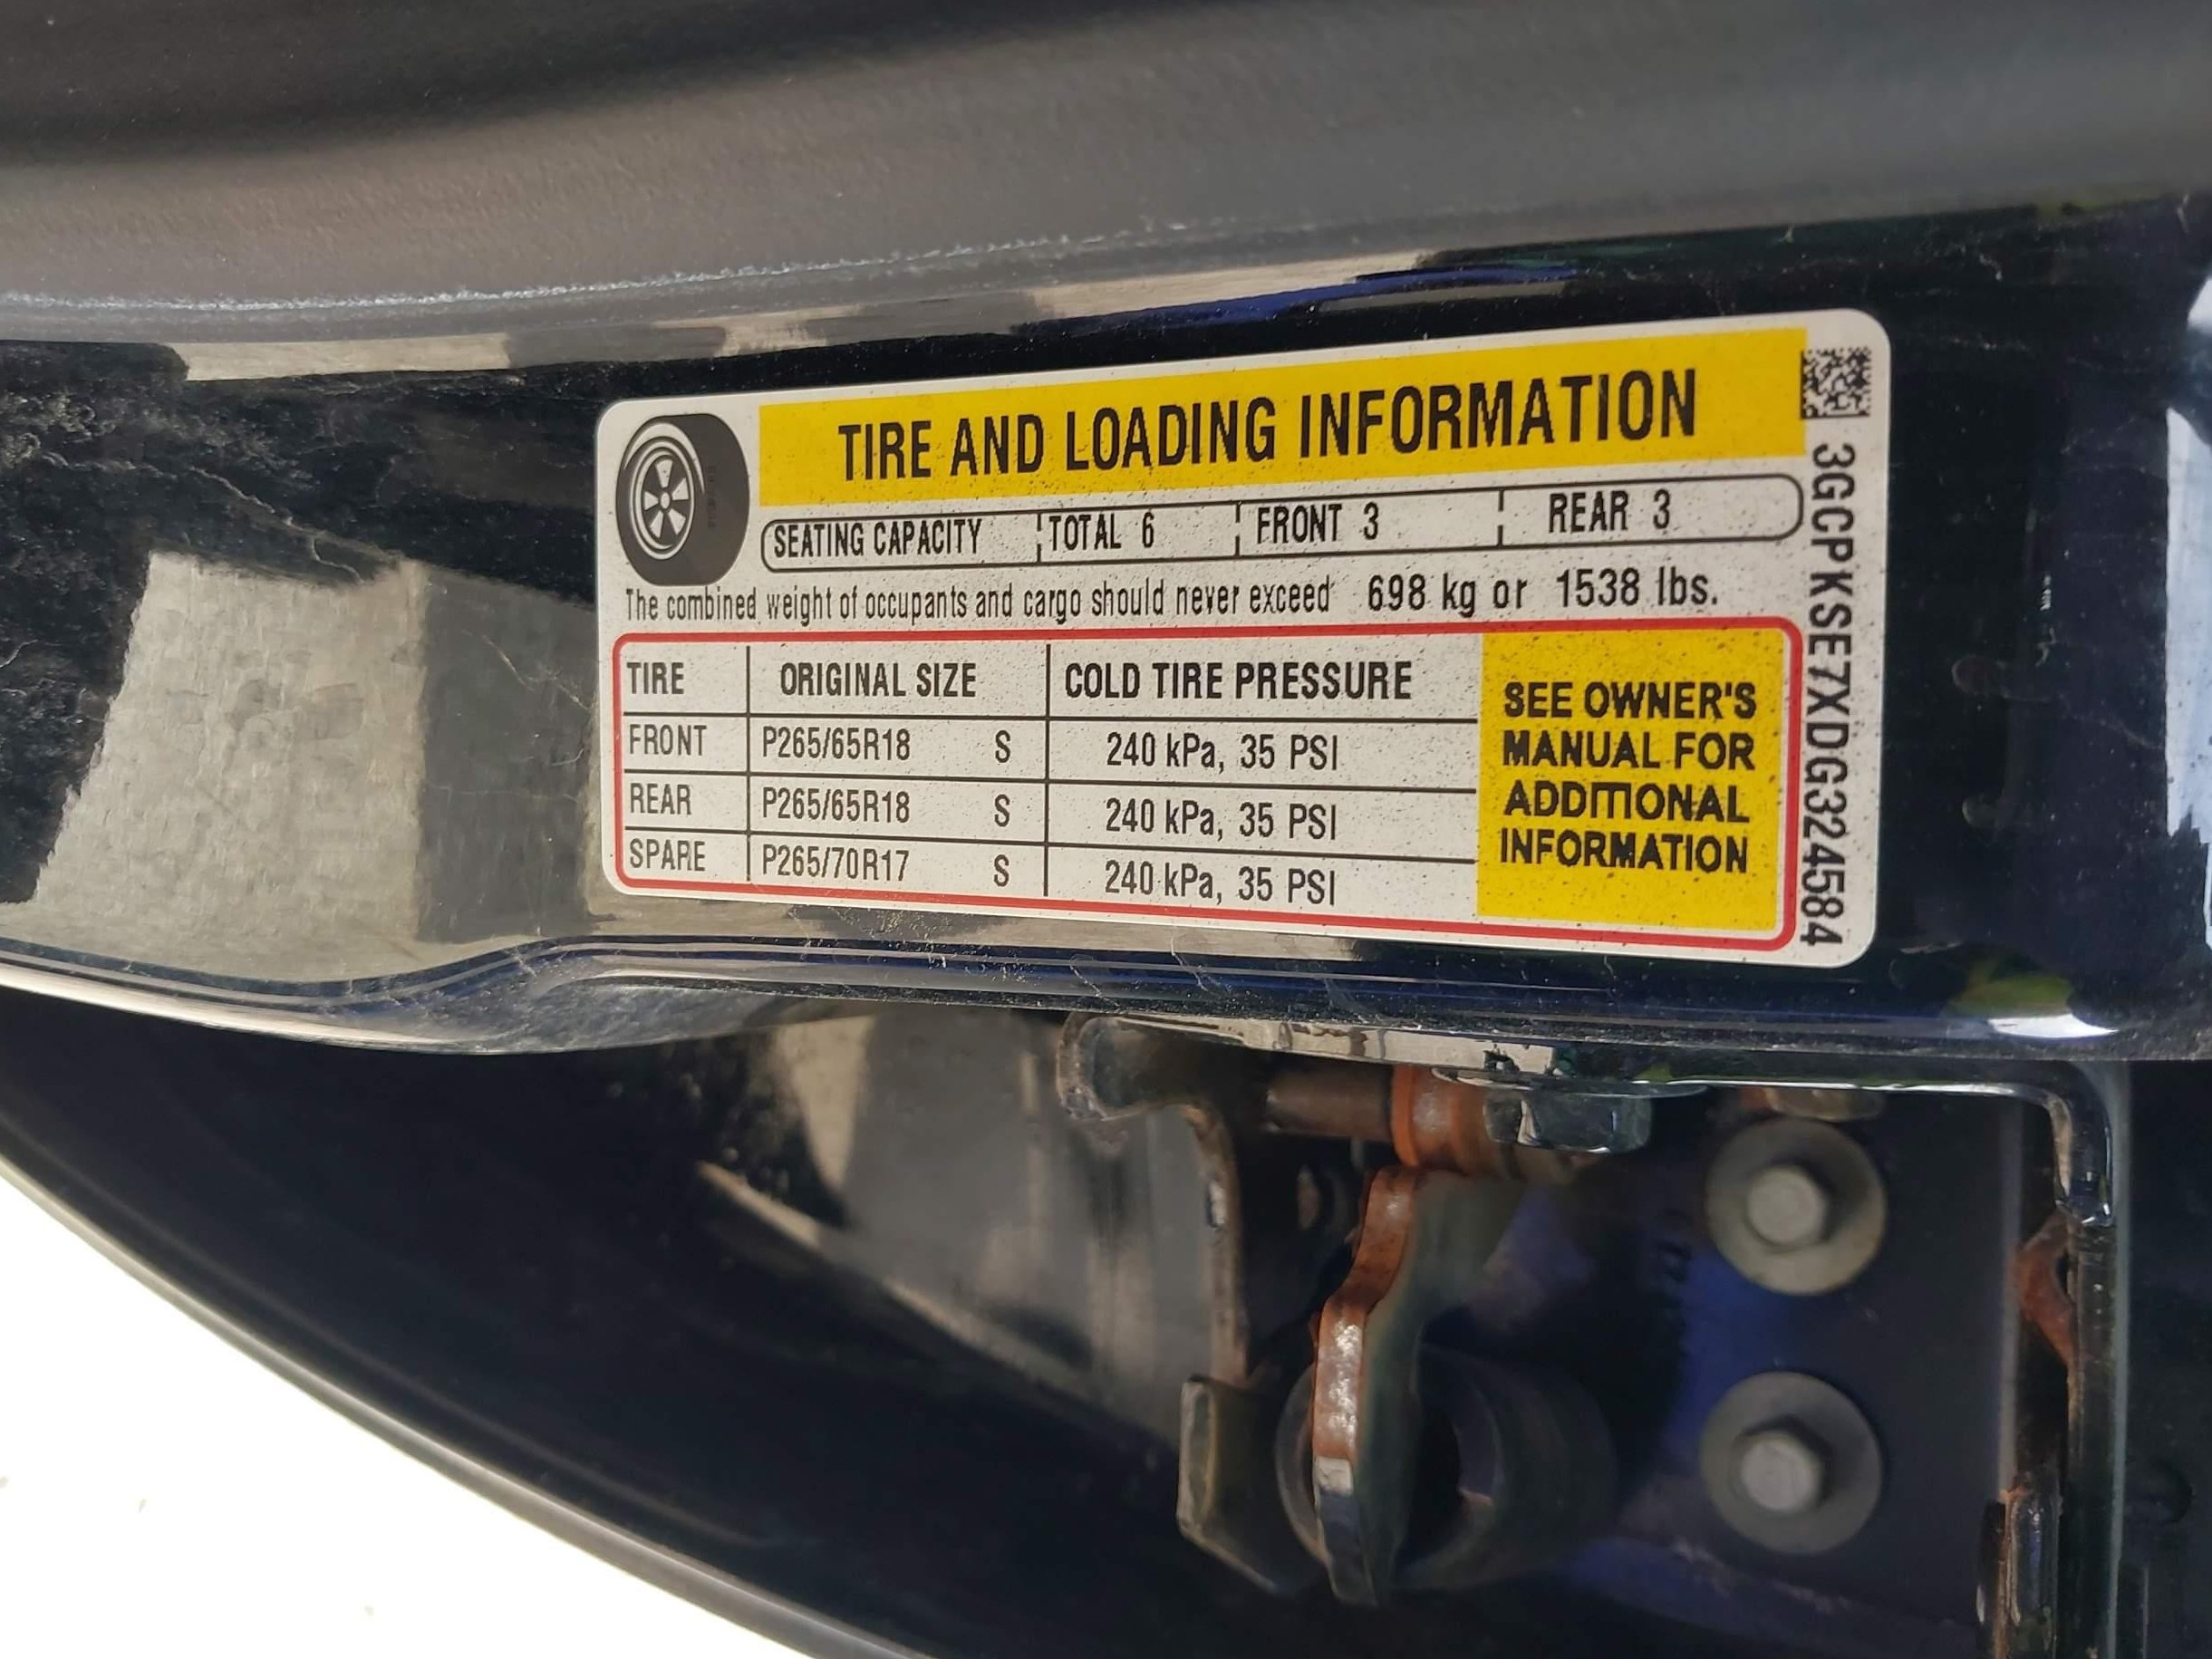 TIRE AND LOADING INFORMATION
SEATING CAPACITY TOTAL 6 FRONT 3 REAR 3
The combined weight of occupants and cargo should never exceed 698 kg or 1538 lbs.
TIRE ORIGINAL SIZE COLD TIRE PRESSURE
FRONT P265/65R18 S 240 kPa, 35 PSI
REAR P265/65R18 S 240 kPa, 35 PSI
SPARE P265/70R17 S 240 kPa, 35 PSI
SEE OWNER'S
MANUAL FOR
ADDITIONAL
INFORMATION
3GCPKSE7XDG324584